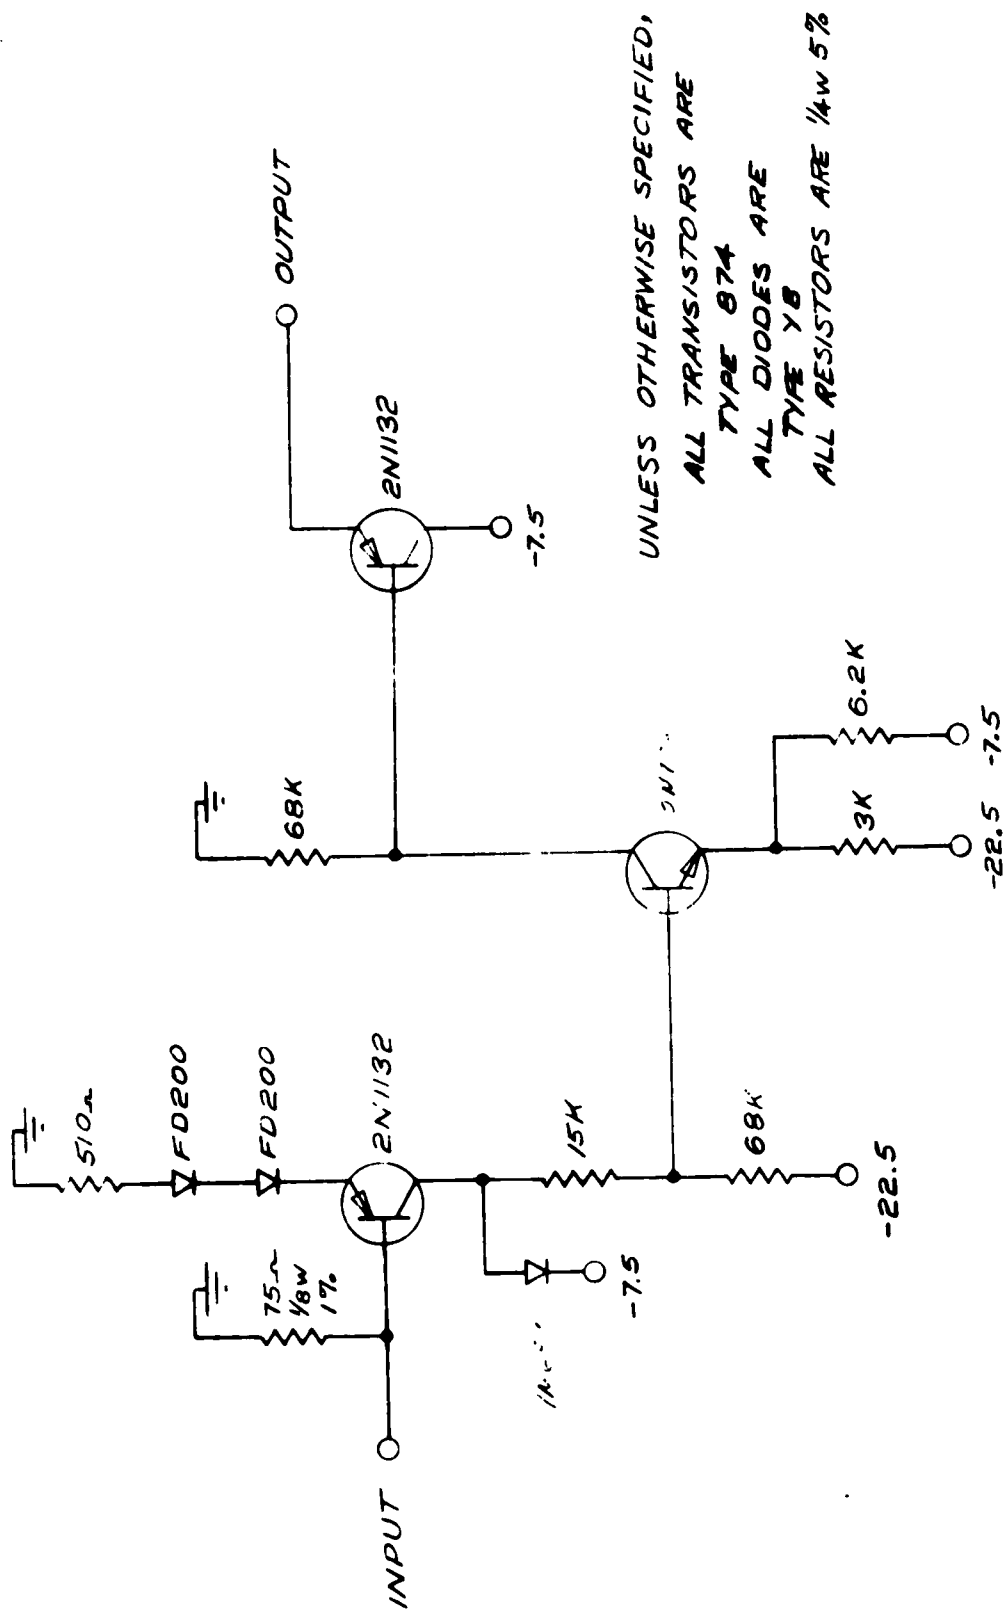 510Ω
FD200
FD200
75Ω
1/8W
1%
2N1132
INPUT
-7.5
15K
68K
-22.5
68K
3K
6.2K
-22.5
-7.5
2N1132
-7.5
OUTPUT
UNLESS OTHERWISE SPECIFIED,
ALL TRANSISTORS ARE
TYPE 874
ALL DIODES ARE
TYPE YB
ALL RESISTORS ARE 1/4W 5%